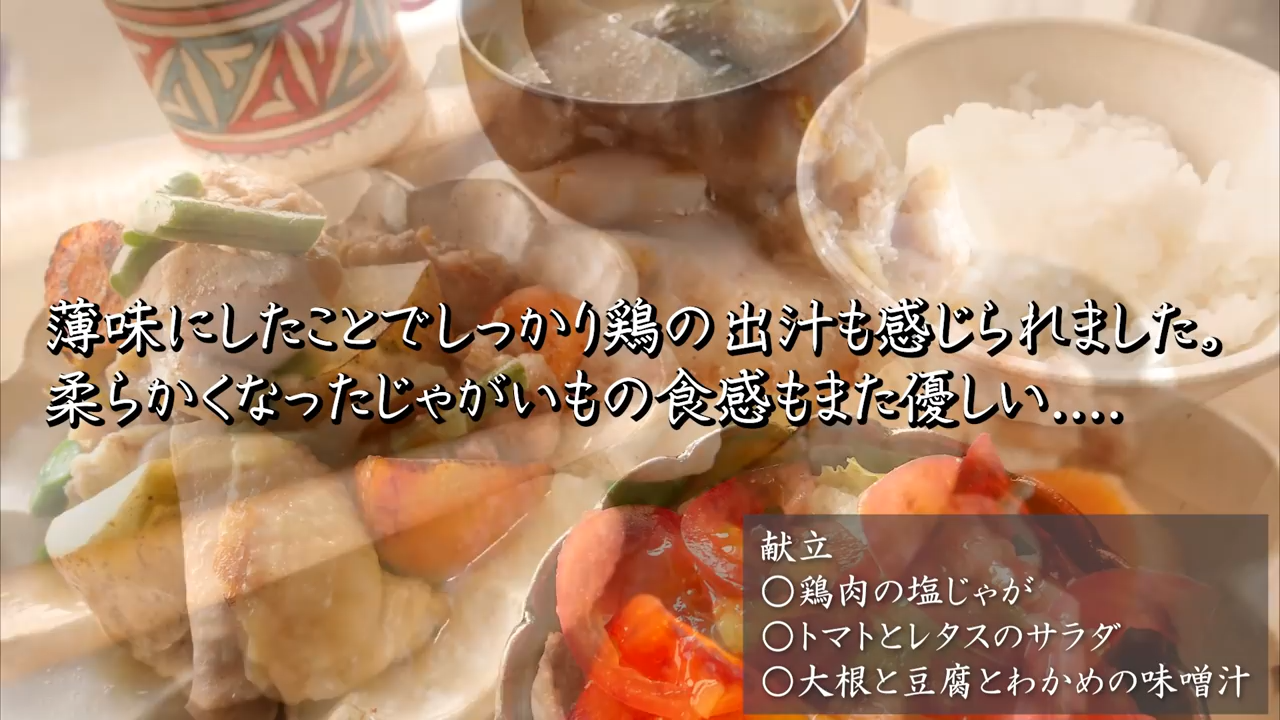 薄味にしたことでしっかり鶏の出汁も感じられました。
柔らかくなったじゃがいもの食感もまた優しい....
献立
○鶏肉の塩じゃが
○トマトとレタスのサラダ
○大根と豆腐とわかめの味噌汁